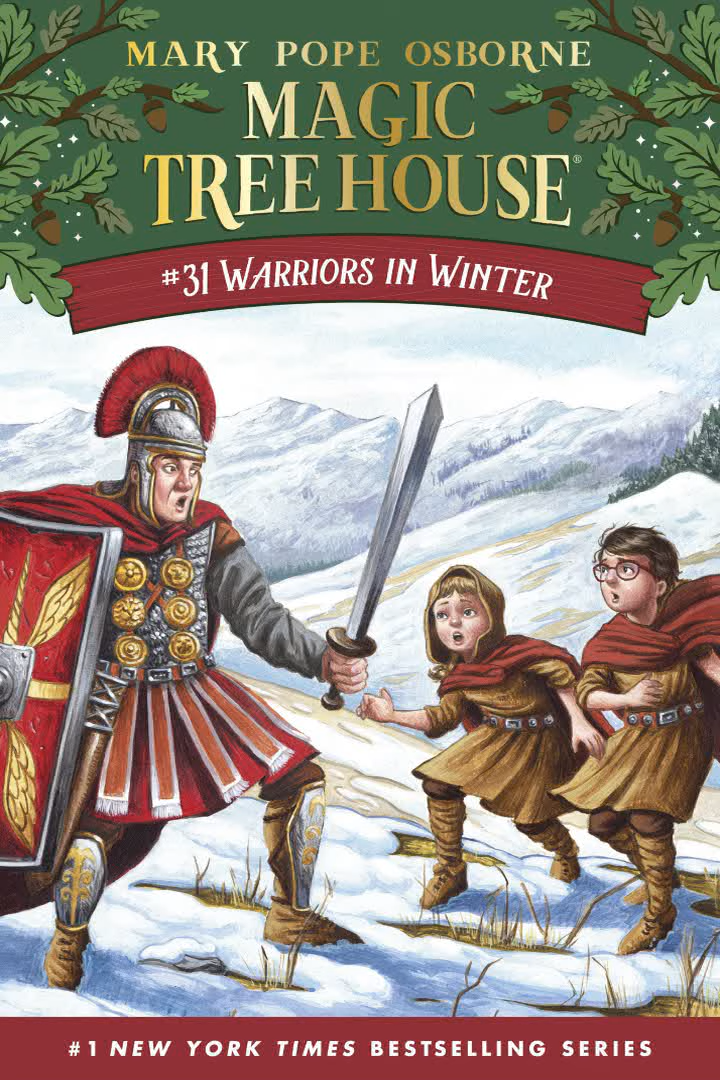 MARY POPE OSBORNE
MAGIC
TREE HOUSE®
#31 WARRIORS IN WINTER
#1 NEW YORK TIMES BESTSELLING SERIES